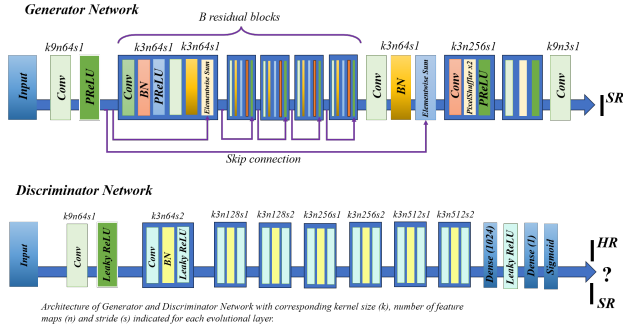 Generator Network
B residual blocks
k9n64s1
k3n64s1
k3n64s1
k3n64s1
k3n256s1
k9n3s1
Input
Conv
PReLU
Conv
BN
PReLU
Elementwise Sum
Conv
BN
Elementwise Sum
Conv
PixelShuffler x2
PReLU
Conv
I SR
Skip connection
Discriminator Network
k9n64s1
k3n64s2
k3n128s1
k3n128s2
k3n256s1
k3n256s2
k3n512s1
k3n512s2
Input
Conv
Leaky ReLU
Conv
BN
Leaky ReLU
Dense (1024)
Leaky ReLU
Dense (1)
Sigmoid
I HR
?
I SR
Architecture of Generator and Discriminator Network with corresponding kernel size (k), number of feature
maps (n) and stride (s) indicated for each evolutional layer.